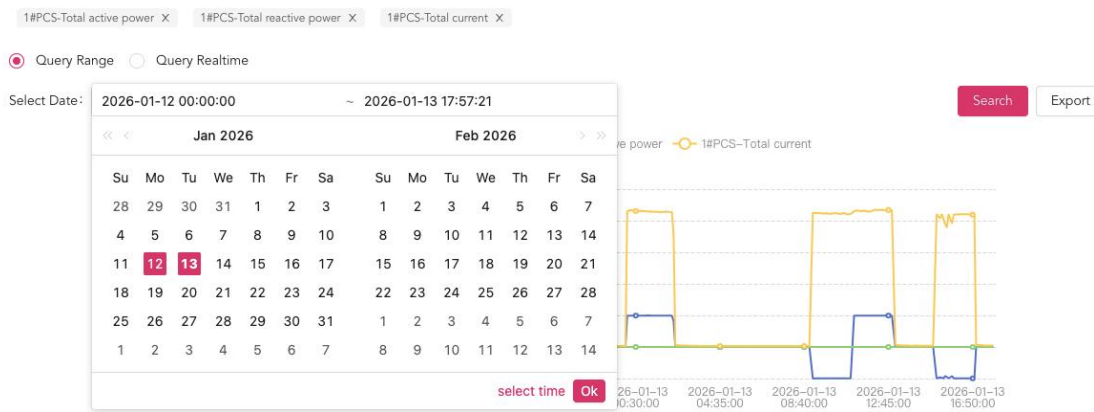 1#PCS-Total active power X 1#PCS-Total reactive power X 1#PCS-Total current X
Query Range Query Realtime
Select Date: 2026-01-12 00:00:00 ~ 2026-01-13 17:57:21 Search Export
« < Jan 2026 Feb 2026 > »
power 1#PCS-Total current
Su Mo Tu We Th Fr Sa Su Mo Tu We Th Fr Sa
28 29 30 31 1 2 3 1 2 3 4 5 6 7
4 5 6 7 8 9 10 8 9 10 11 12 13 14
11 12 13 14 15 16 17 15 16 17 18 19 20 21
18 19 20 21 22 23 24 22 23 24 25 26 27 28
25 26 27 28 29 30 31 1 2 3 4 5 6 7
1 2 3 4 5 6 7 8 9 10 11 12 13 14
select time Ok
26-01-13 2026-01-13 2026-01-13 2026-01-13 2026-01-13
0:30:00 04:35:00 08:40:00 12:45:00 16:50:00